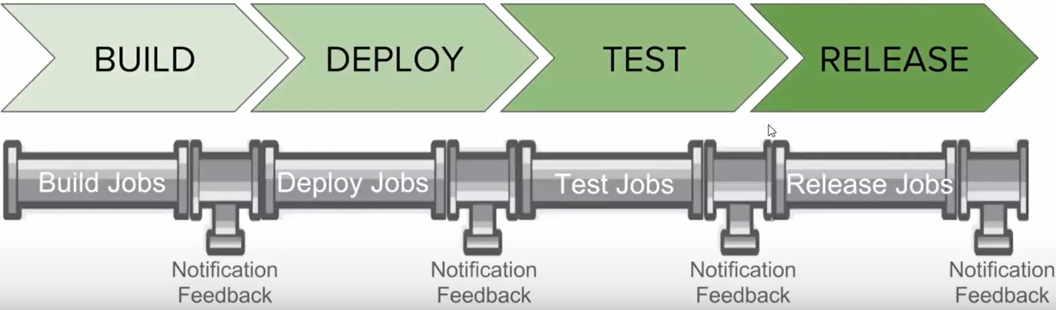 BUILD
DEPLOY
TEST
RELEASE
Build Jobs
Deploy Jobs
Test Jobs
Release Jobs
Notification
Feedback
Notification
Feedback
Notification
Feedback
Notification
Feedback